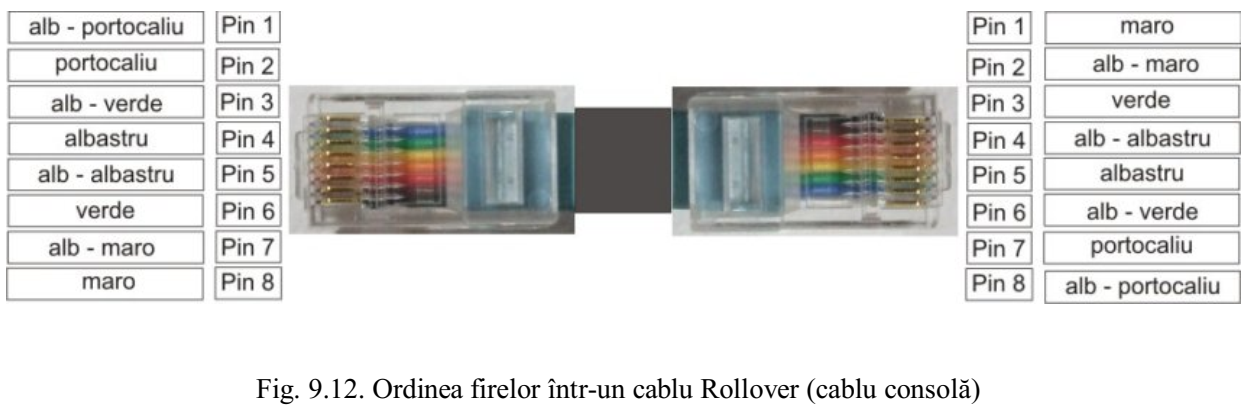 alb - portocaliu Pin 1 Pin 1 maro
portocaliu Pin 2 Pin 2 alb - maro
alb - verde Pin 3 Pin 3 verde
albastru Pin 4 Pin 4 alb - albastru
alb - albastru Pin 5 Pin 5 albastru
verde Pin 6 Pin 6 alb - verde
alb - maro Pin 7 Pin 7 portocaliu
maro Pin 8 Pin 8 alb - portocaliu
Fig. 9.12. Ordinea firelor într-un cablu Rollover (cablu consolă)